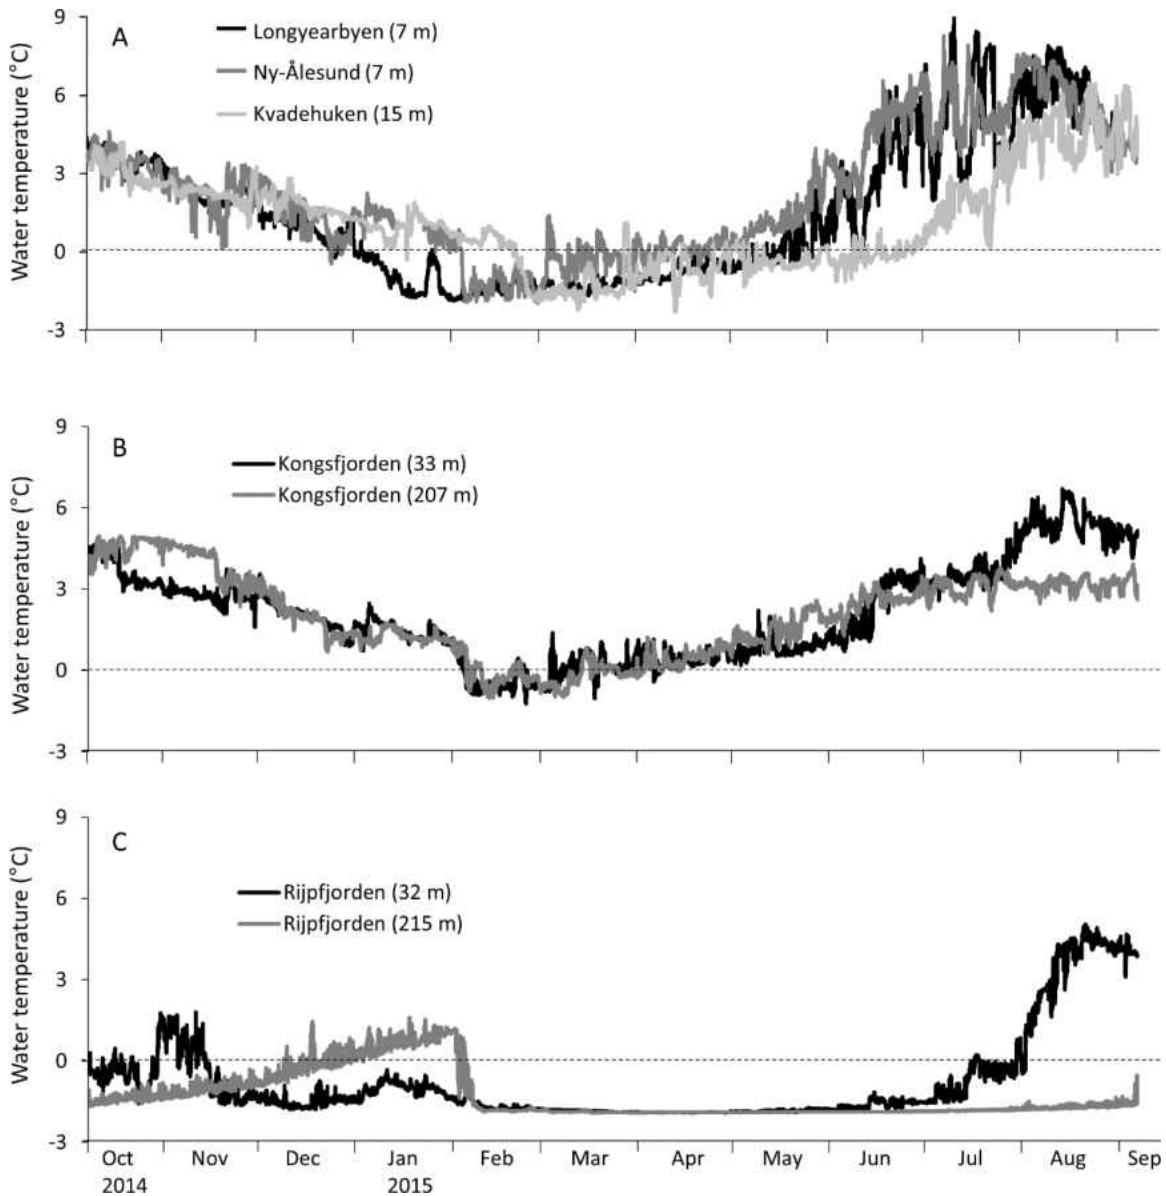 A
Water temperature (°C)
9
6
3
0
-3
Longyearbyen (7 m)
Ny-Ålesund (7 m)
Kvadehuken (15 m)
B
Water temperature (°C)
9
6
3
0
-3
Kongsfjorden (33 m)
Kongsfjorden (207 m)
C
Water temperature (°C)
9
6
3
0
-3
Rijpfjorden (32 m)
Rijpfjorden (215 m)
Oct Nov Dec Jan Feb Mar Apr May Jun Jul Aug Sep
2014 2015